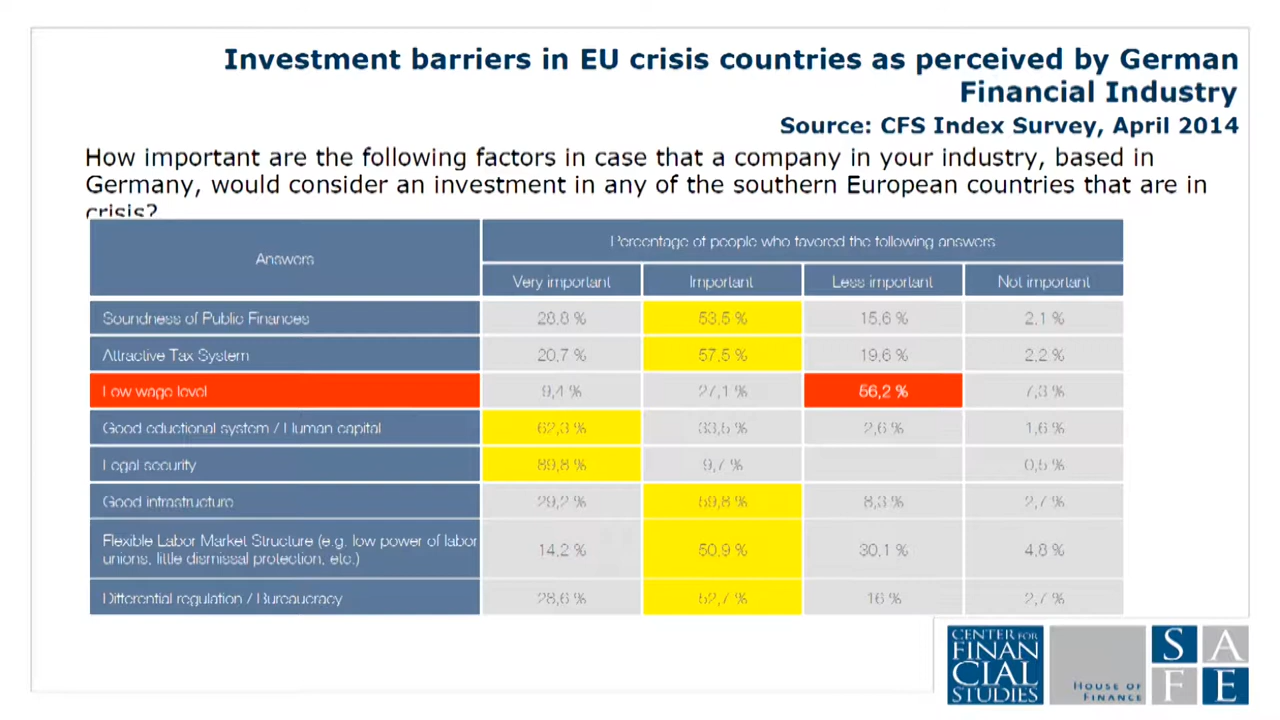 Investment barriers in EU crisis countries as perceived by German
Financial Industry
Source: CFS Index Survey, April 2014
How important are the following factors in case that a company in your industry, based in
Germany, would consider an investment in any of the southern European countries that are in
crisis?
Answers
Percentage of people who favored the following answers
Very important Important Less important Not important
Soundness of Public Finances 28,8 % 53,5 % 15,6 % 2,1 %
Attractive Tax System 20,7 % 57,5 % 19,6 % 2,2 %
Low wage level 9,4 % 27,1 % 56,2 % 7,3 %
Good eductional system / Human capital 62,3 % 33,5 % 2,6 % 1,6 %
Legal security 89,8 % 9,7 % 0,5 %
Good infrastructure 29,2 % 59,8 % 8,3 % 2,7 %
Flexible Labor Market Structure (e.g. low power of labor
unions, little dismissal protection, etc.) 14,2 % 50,9 % 30,1 % 4,8 %
Differential regulation / Bureaucracy 28,6 % 52,7 % 16 % 2,7 %
CENTER FOR
FINAN
CIAL
STUDIES
HOUSE OF
FINANCE
S A
F E